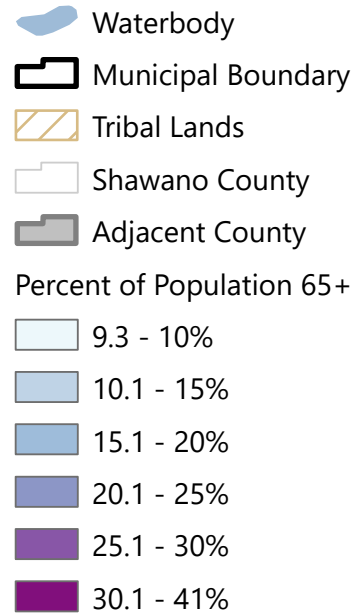 Waterbody
Municipal Boundary
Tribal Lands
Shawano County
Adjacent County
Percent of Population 65+
9.3 - 10%
10.1 - 15%
15.1 - 20%
20.1 - 25%
25.1 - 30%
30.1 - 41%